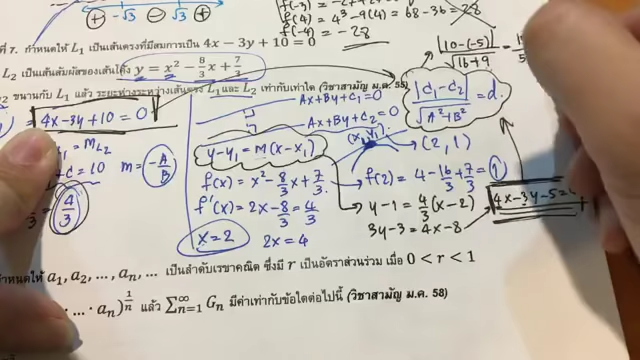 -√3 √3
f(-3) = -27+27
f(4) = 4³-9(4) = 68-36 = 28
f(-4) = -28
ที่ 7. กำหนดให้ L₁ เป็นเส้นตรงที่มีสมการเป็น 4x − 3y + 10 = 0
L₂ เป็นเส้นสัมผัสของเส้นโค้ง y = x² − 8/3 x + 7/3
ขนานกับ L₁ แล้ว ระยะห่างระหว่างเส้นตรง L₁ และ L₂ เท่ากับเท่าใด (วิชาสามัญ ม.ค.
|10-(-5)|
√16+9
4x-3y+10 = 0
Ax+By+C₁ = 0
Ax+By+C₂ = 0
|C₁-C₂| / √A²+B² = d
= mL2
m = -A/B
+C = 10
4/3
y-y₁ = m(x-x₁)
(x₁,y₁)
(2,1)
f(x) = x²-8/3x+7/3
f(2) = 4-16/3+7/3 = 1
f'(x) = 2x-8/3 = 4/3
y-1 = 4/3(x-2)
x=2
2x = 4
3y-3 = 4x-8
4x-3y-5=
กำหนดให้ a₁, a₂, ..., aₙ, ... เป็นลำดับเรขาคณิต ซึ่งมี r เป็นอัตราส่วนร่วม เมื่อ 0 < r < 1
· ... · aₙ)^(1/n) แล้ว ∑ₙ₌₁^∞ Gₙ มีค่าเท่ากับข้อใดต่อไปนี้ (วิชาสามัญ ม.ค. 58)